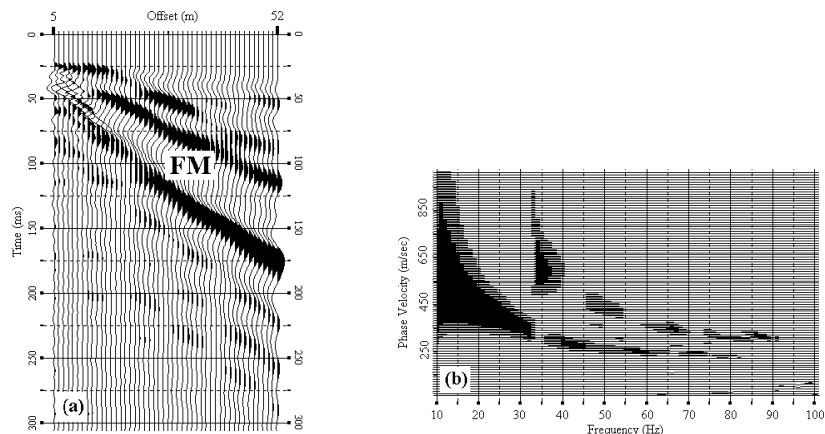 5 Offset (m) 52
0 0
50 50
100 100
150 150
200 200
250 250
300 300
Time (ms)
FM
(a)
850
650
450
250
Phase Velocity (m/sec)
(b)
10 20 30 40 50 60 70 80 90 100
Frequency (Hz)